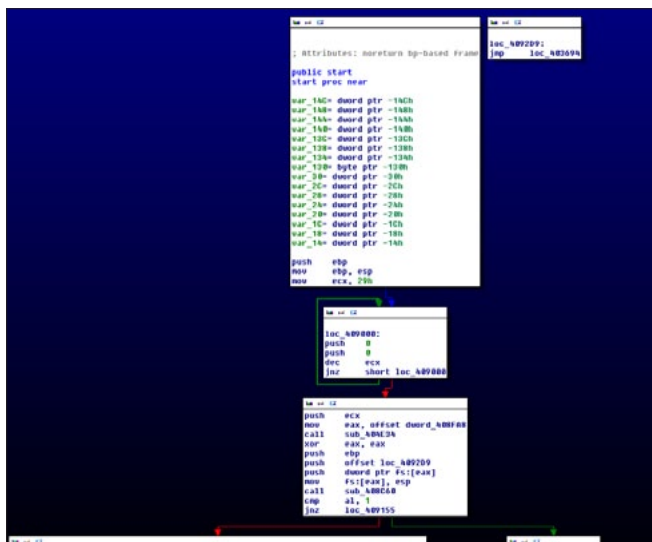 ; Attributes: noreturn bp-based frame
public start
start proc near
var_14C= dword ptr -14Ch
var_148= dword ptr -148h
var_144= dword ptr -144h
var_140= dword ptr -140h
var_13C= dword ptr -13Ch
var_138= dword ptr -138h
var_134= dword ptr -134h
var_130= byte ptr -130h
var_30= dword ptr -30h
var_2C= dword ptr -2Ch
var_28= dword ptr -28h
var_24= dword ptr -24h
var_20= dword ptr -20h
var_1C= dword ptr -1Ch
var_18= dword ptr -18h
var_14= dword ptr -14h
push ebp
mov ebp, esp
mov ecx, 29h
loc_4092D9:
jmp loc_403694
loc_409008:
push 0
push 0
dec ecx
jnz short loc_409008
push ecx
mov eax, offset dword_408FA8
call sub_404C34
xor eax, eax
push ebp
push offset loc_4092D9
push dword ptr fs:[eax]
mov fs:[eax], esp
call sub_408C60
cmp al, 1
jnz loc_409155